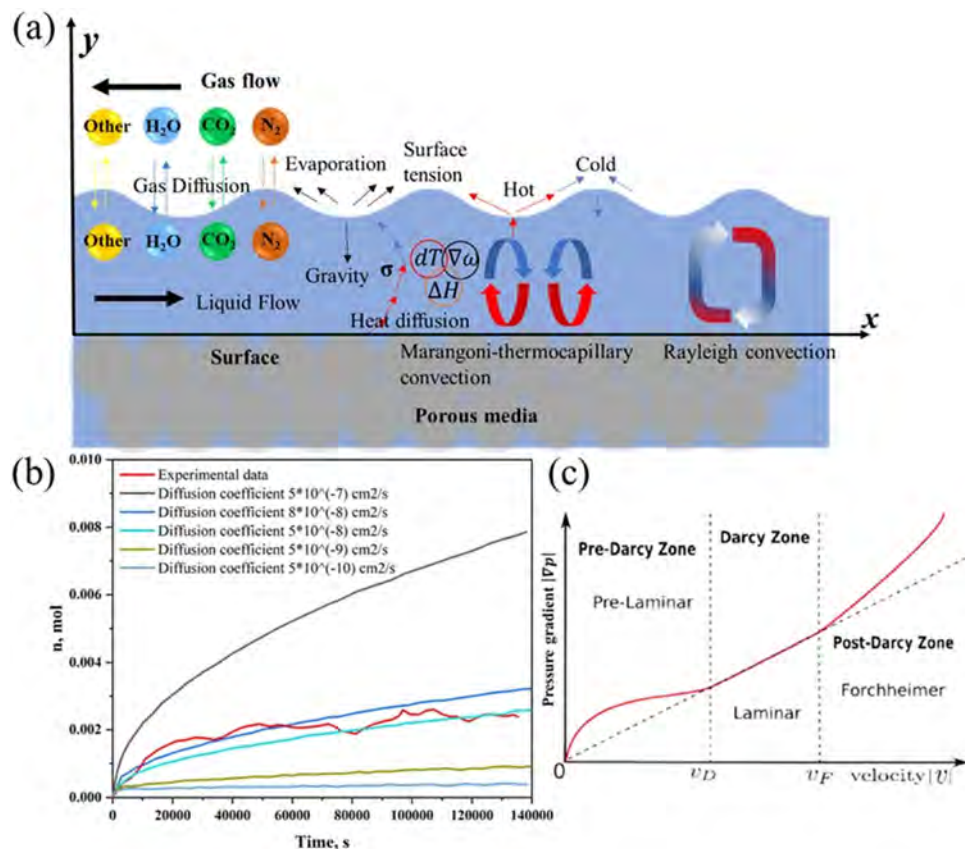 (a)
y
Gas flow
Other H₂O CO₂ N₂
Evaporation
Surface
tension
Cold
Hot
Gas Diffusion
Other H₂O CO₂ N₂
Gravity
σ
dT ∇ω
ΔH
Liquid Flow
Heat diffusion
x
Surface
Marangoni-thermocapillary
convection
Rayleigh convection
Porous media
(b)
0.010
0.008
0.006
0.004
0.002
0.000
n, mol
Experimental data
Diffusion coefficient 5*10^(-7) cm2/s
Diffusion coefficient 8*10^(-8) cm2/s
Diffusion coefficient 5*10^(-8) cm2/s
Diffusion coefficient 5*10^(-9) cm2/s
Diffusion coefficient 5*10^(-10) cm2/s
0 20000 40000 60000 80000 100000 120000 140000
Time, s
(c)
Pressure gradient |∇p|
Pre-Darcy Zone
Darcy Zone
Pre-Laminar
Post-Darcy Zone
Forchheimer
Laminar
0
v_D
v_F
velocity|U|